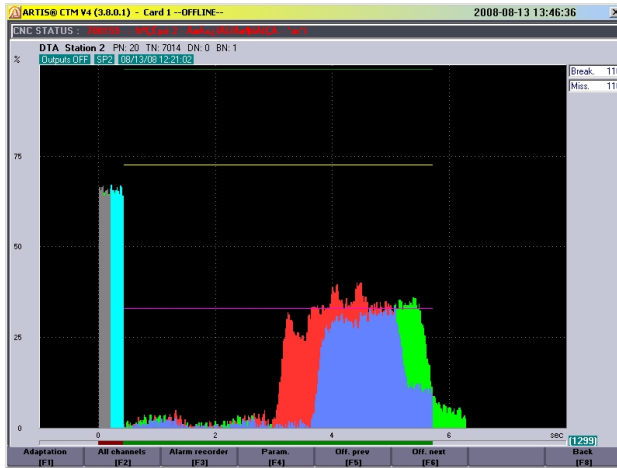 ARTIS® CTM V4 (3.8.0.1) - Card 1 --OFFLINE-- 2008-08-13 13:46:36
CNC STATUS :
DTA Station 2 PN: 20 TN: 7014 DN: 0 BN: 1
% Outputs OFF SP2 08/13/08 12:21:02
Break. 110
Miss. 110
75
50
25
0
0 2 4 6 sec
[1299]
Adaptation All channels Alarm recorder Param. Off. prev Off. next Back
[F1] [F2] [F3] [F4] [F5] [F6] [F8]